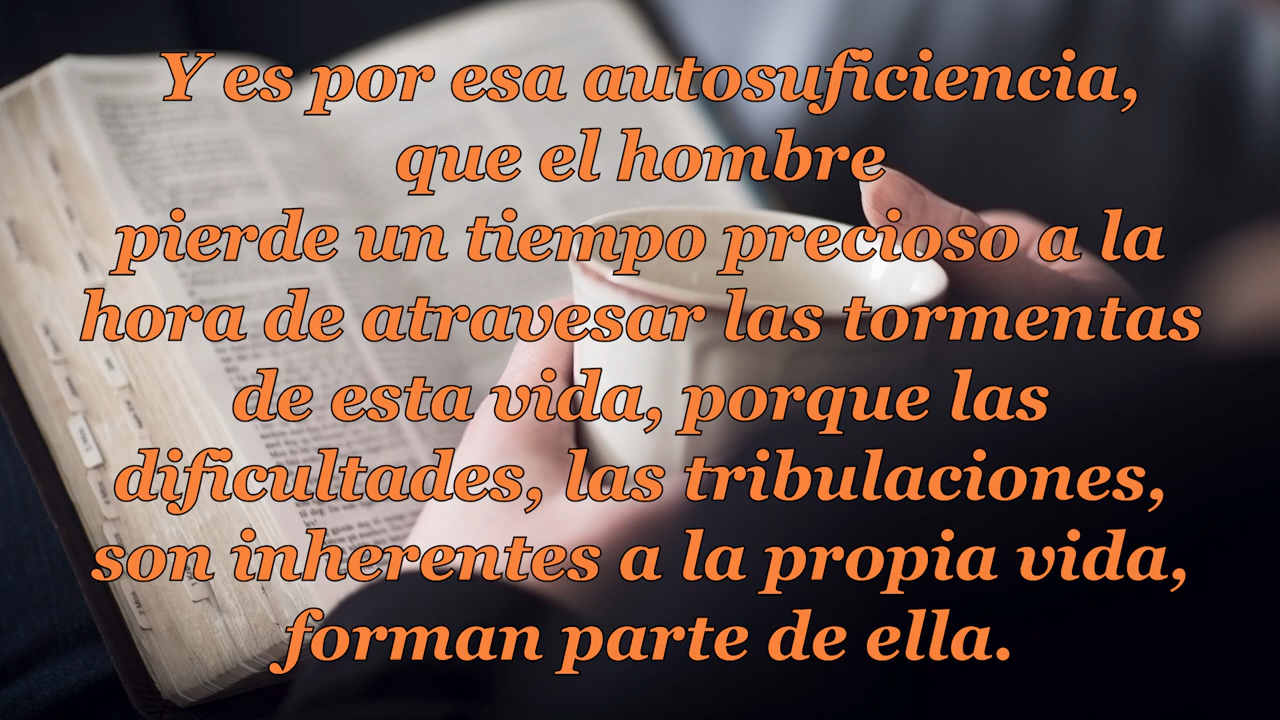 Y es por esa autosuficiencia,
que el hombre
pierde un tiempo precioso a la
hora de atravesar las tormentas
de esta vida, porque las
dificultades, las tribulaciones,
son inherentes a la propia vida,
forman parte de ella.